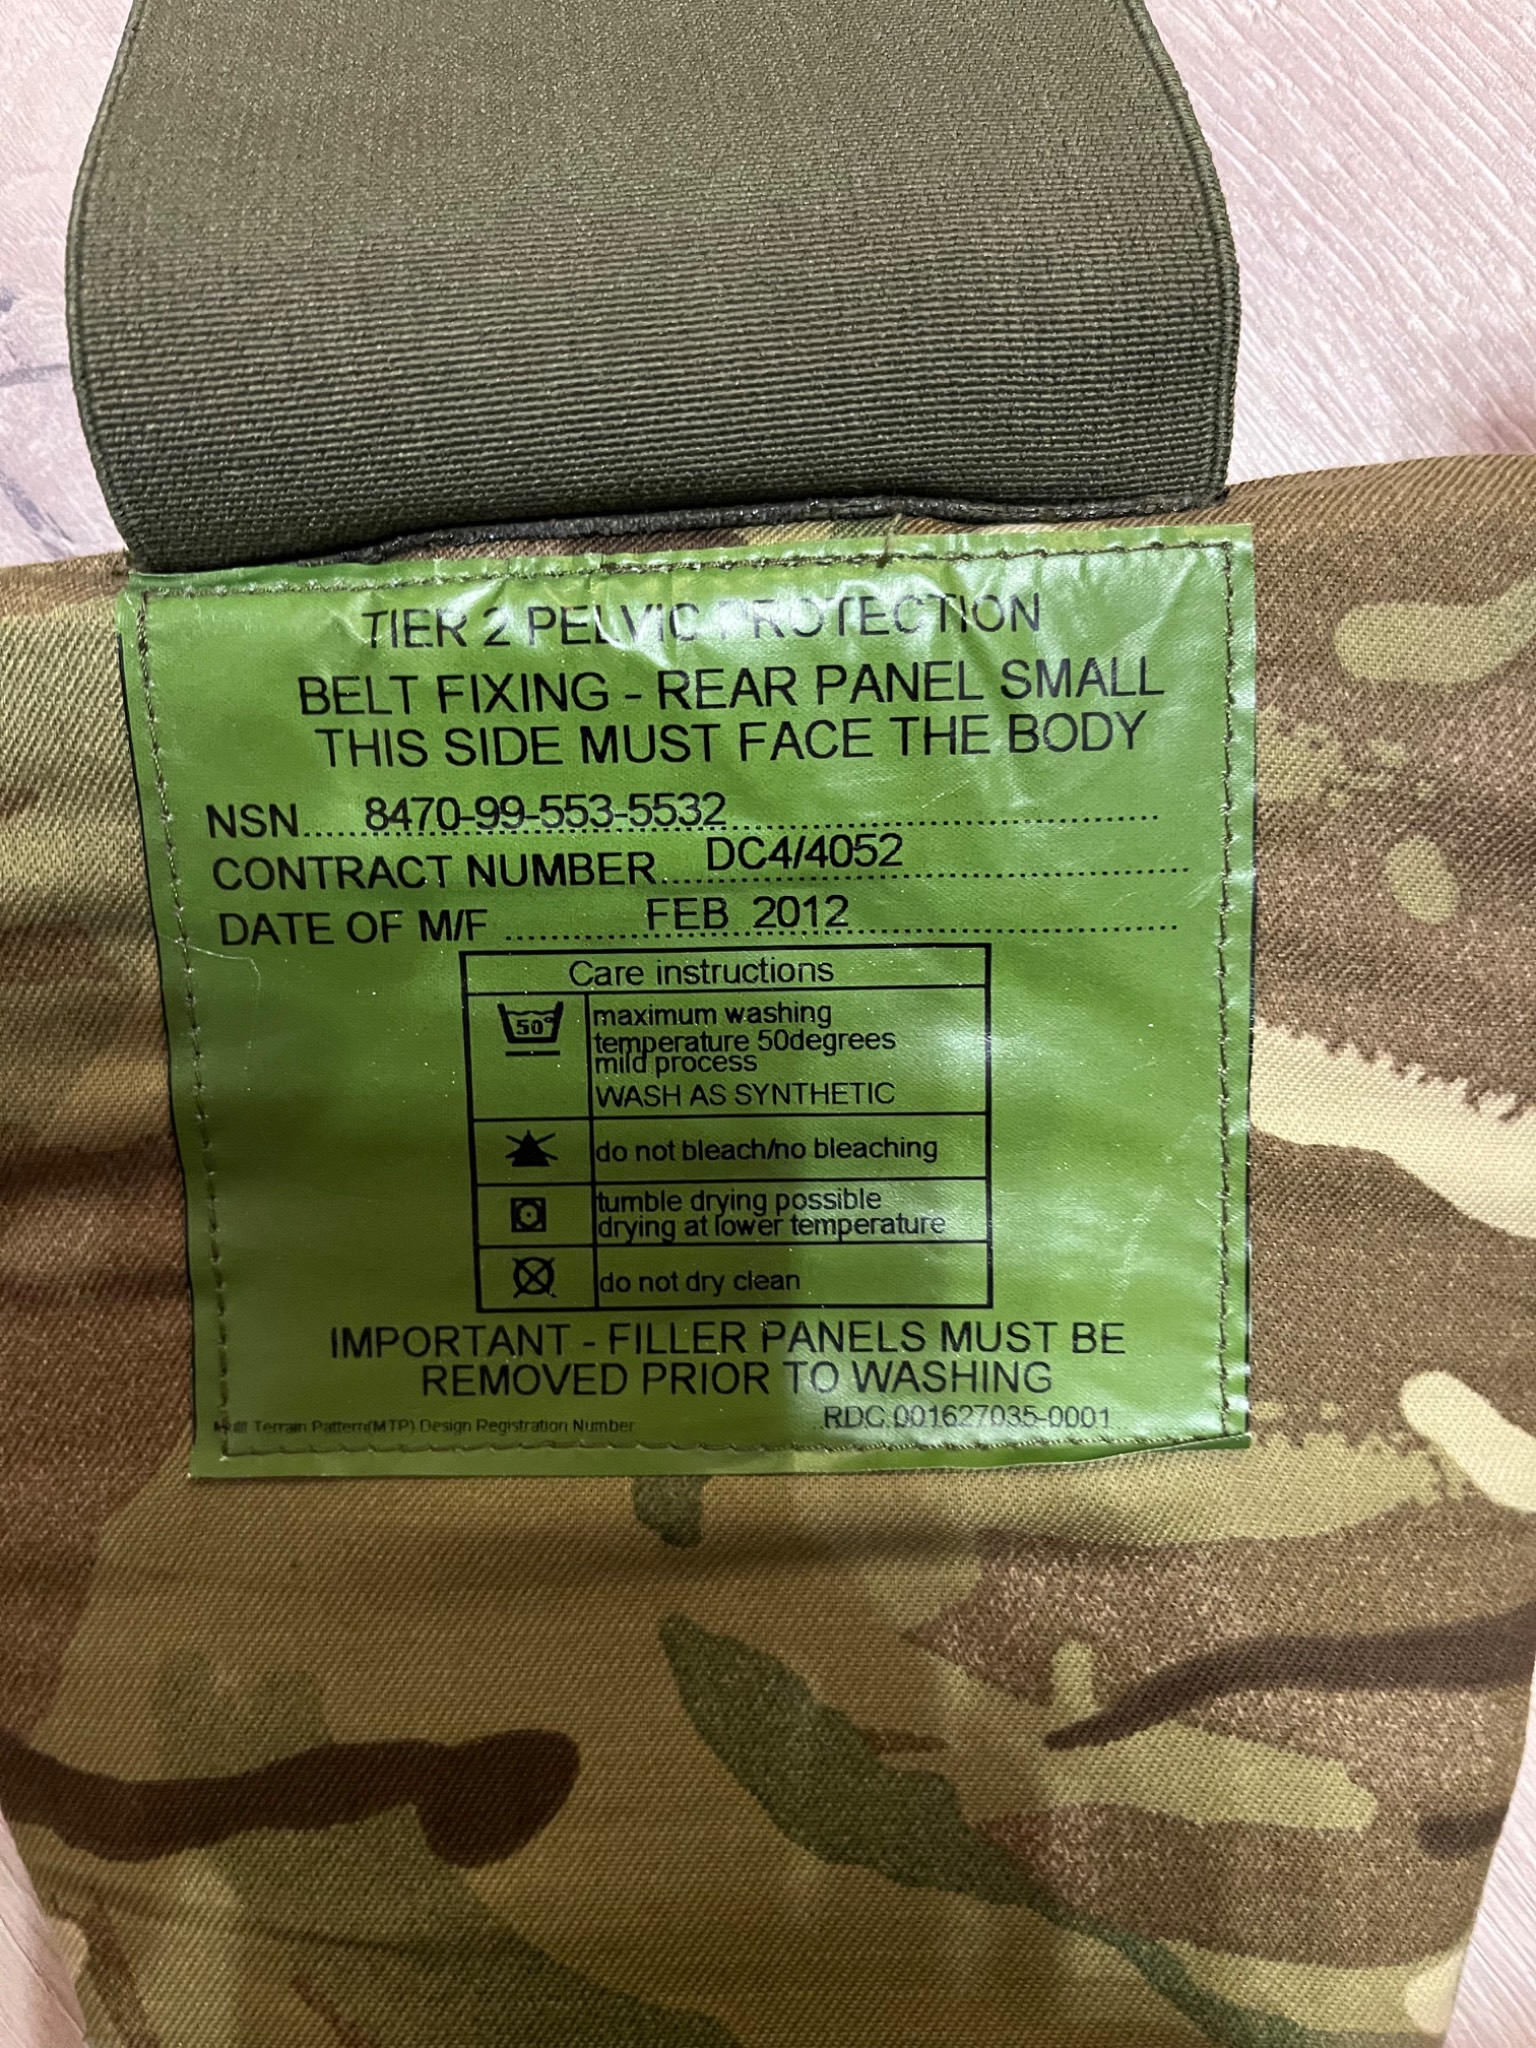 TIER 2 PELVIC PROTECTION
BELT FIXING - REAR PANEL SMALL
THIS SIDE MUST FACE THE BODY
NSN..... 8470-99-553-5532
CONTRACT NUMBER..... DC4/4052
DATE OF M/F ..... FEB 2012
Care instructions
50°
maximum washing
temperature 50degrees
mild process
WASH AS SYNTHETIC
do not bleach/no bleaching
tumble drying possible
drying at lower temperature
do not dry clean
IMPORTANT - FILLER PANELS MUST BE
REMOVED PRIOR TO WASHING
Multi Terrain Pattern(MTP) Design Registration Number ..RDC.001627035-0001